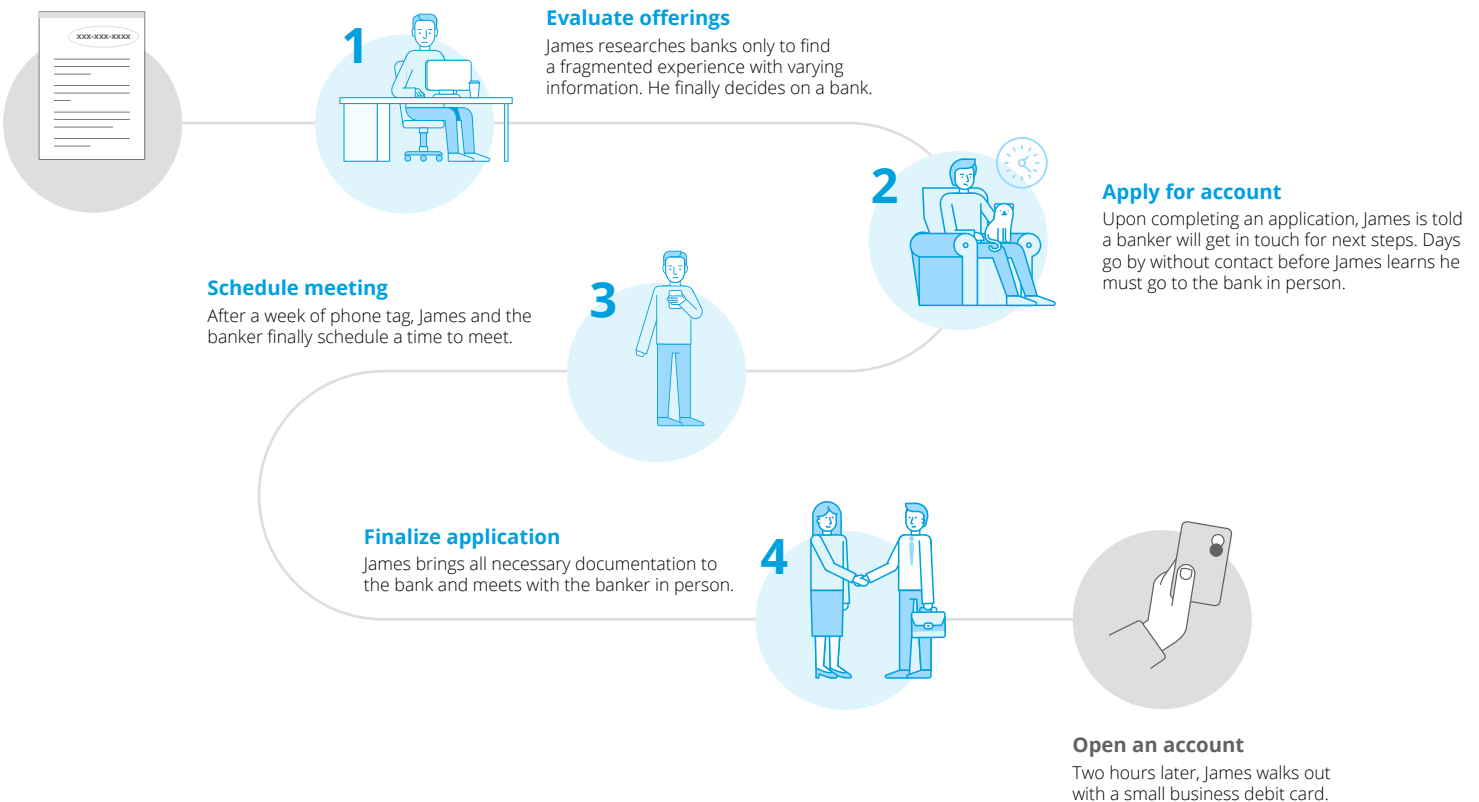 xxx-xxx-xxxx
1
Evaluate offerings
James researches banks only to find
a fragmented experience with varying
information. He finally decides on a bank.
2
Apply for account
Upon completing an application, James is told
a banker will get in touch for next steps. Days
go by without contact before James learns he
must go to the bank in person.
3
Schedule meeting
After a week of phone tag, James and the
banker finally schedule a time to meet.
4
Finalize application
James brings all necessary documentation to
the bank and meets with the banker in person.
Open an account
Two hours later, James walks out
with a small business debit card.